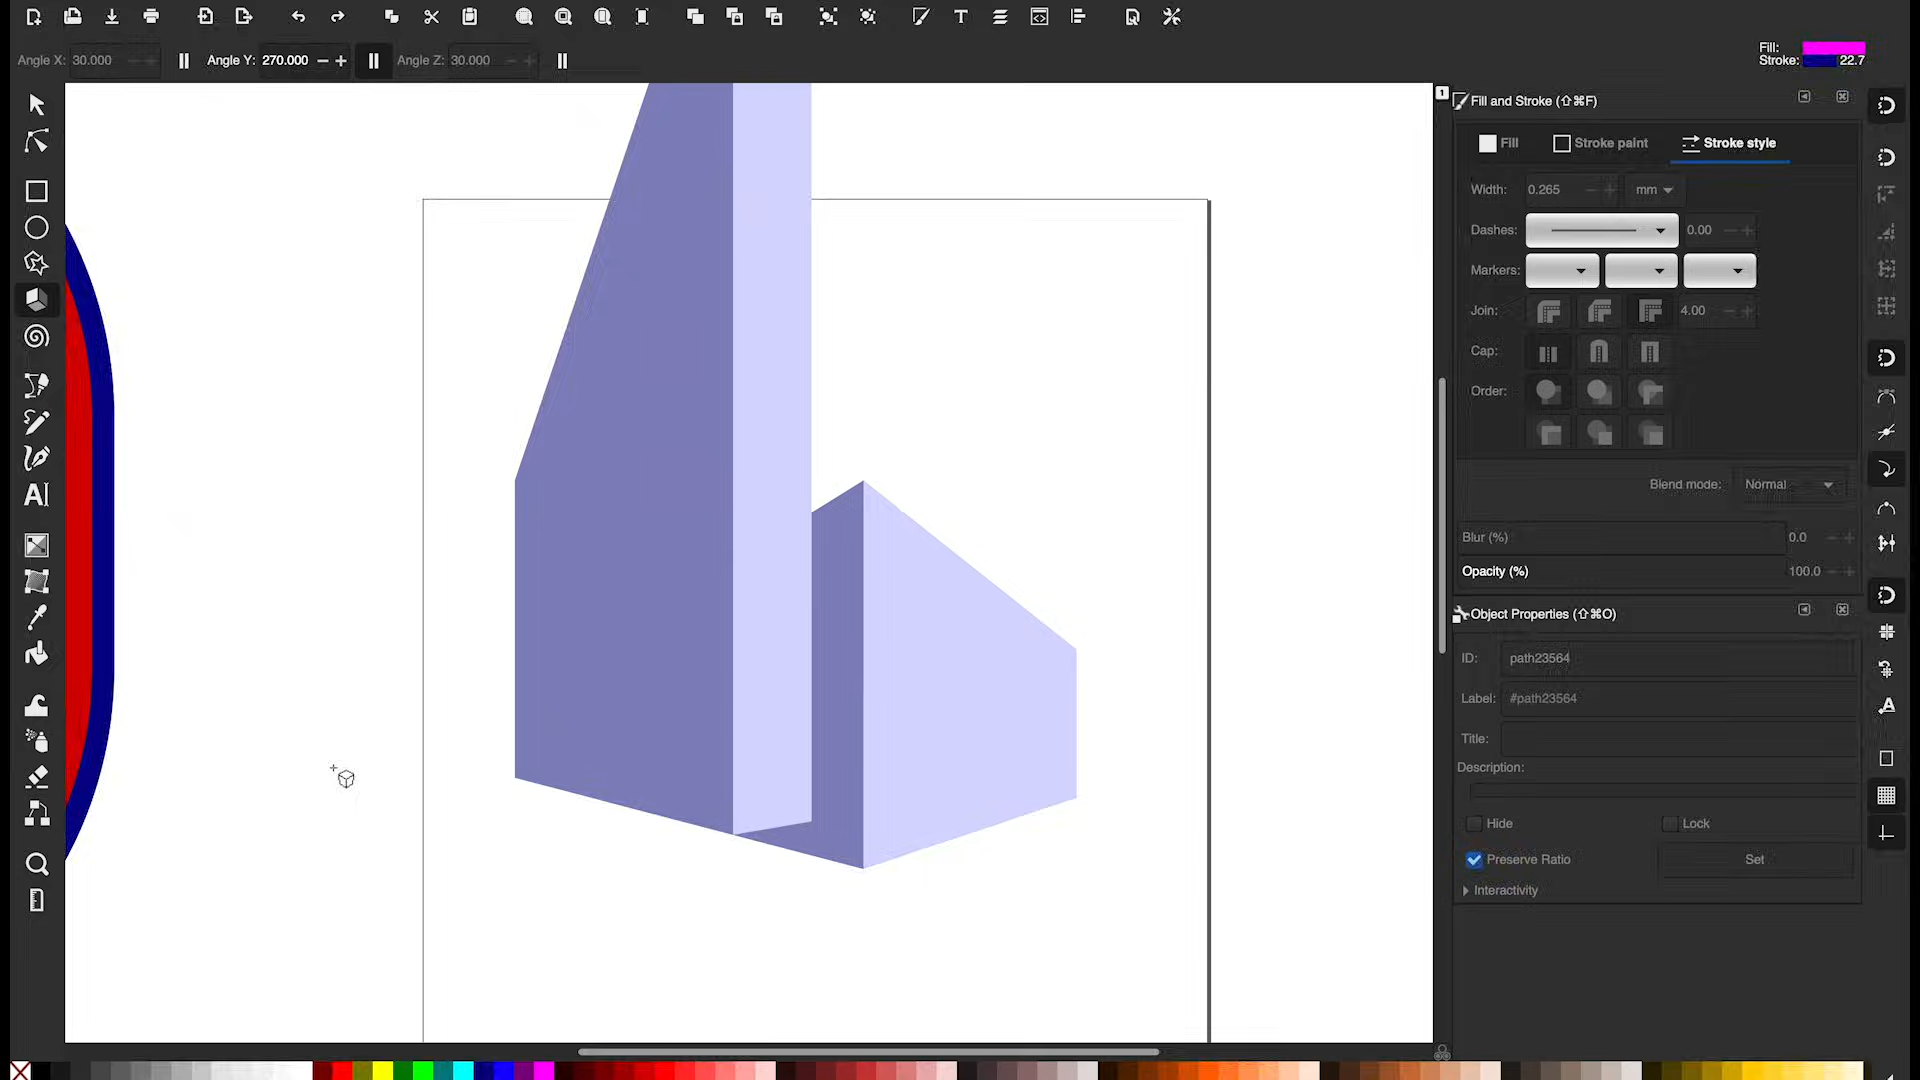 Angle X: 30.000
Angle Y: 270.000
Angle Z: 30.000
Fill:
Stroke: 22.7
1
Fill and Stroke (⇧⌘F)
Fill
Stroke paint
Stroke style
Width: 0.265 mm
Dashes: 0.00
Markers:
Join: 4.00
Cap:
Order:
Blend mode: Normal
Blur (%) 0.0
Opacity (%) 100.0
Object Properties (⇧⌘O)
ID: path23564
Label: #path23564
Title:
Description:
Hide
Lock
Preserve Ratio
Set
Interactivity